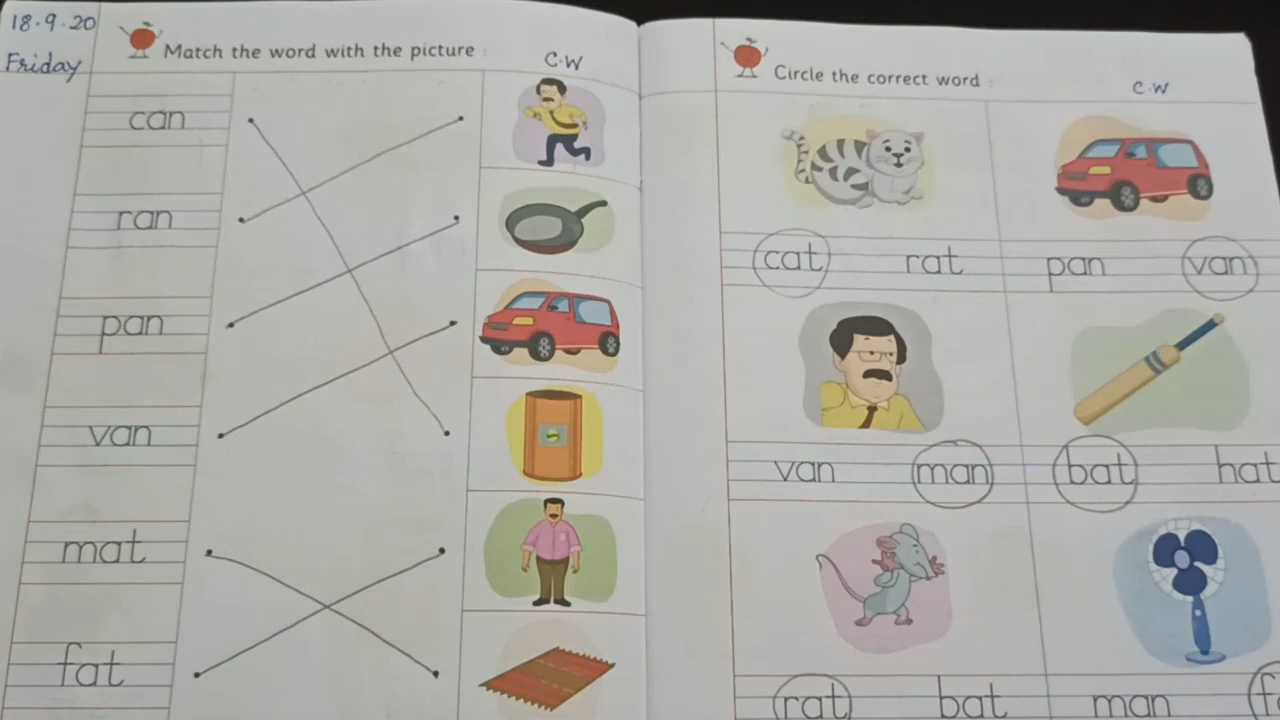 18.9.20
Friday
Match the word with the picture :
C.W
can
ran
pan
van
mat
fat
Circle the correct word :
C.W
cat rat pan van
van man bat hat
rat bat man